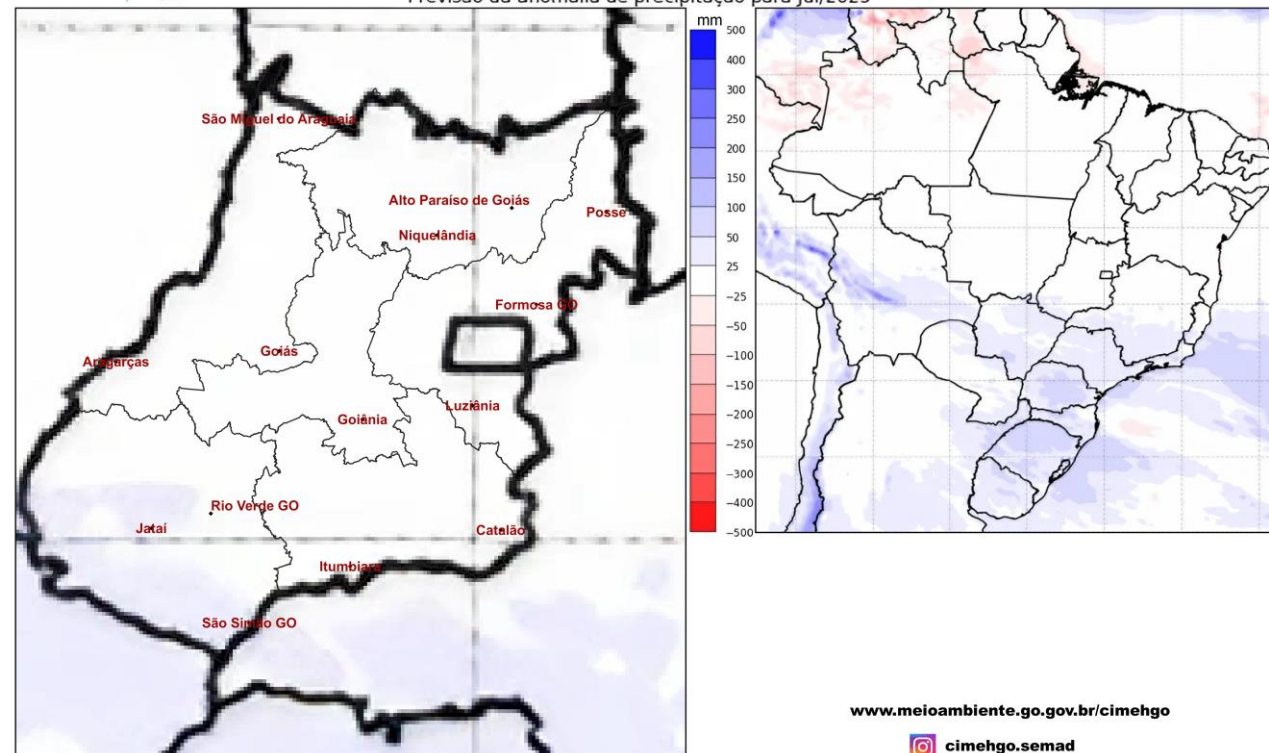 Previsão da anomalia de precipitação para Jul/2025
mm
500
400
300
250
200
150
100
50
25
−25
−50
−100
−150
−200
−250
−300
−400
−500
São Miguel do Araguaia
Alto Paraíso de Goiás
Posse
Niquelândia
Formosa GO
Goiás
Aragarças
Luziânia
Goiânia
Rio Verde GO
Jataí
Catalão
Itumbiara
São Simão GO
www.meioambiente.go.gov.br/cimehgo
cimehgo.semad